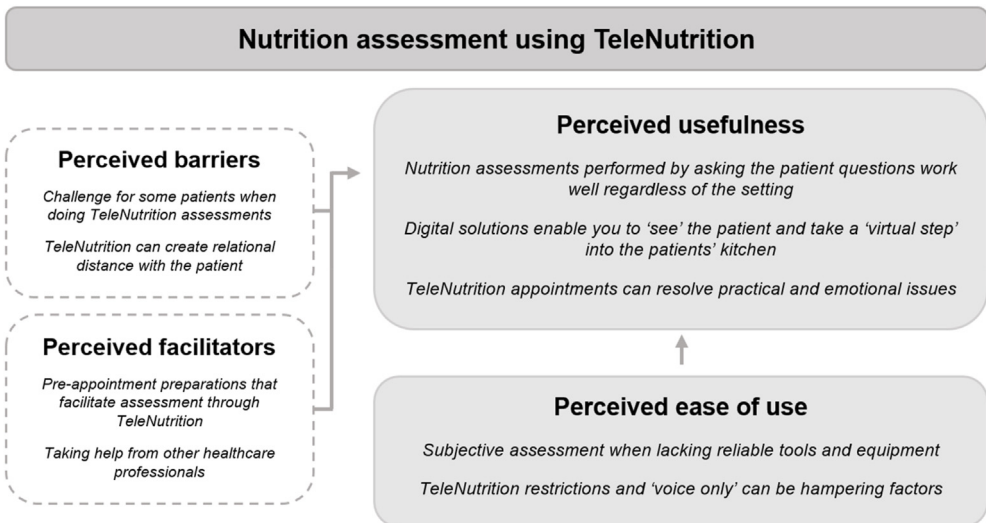 Nutrition assessment using TeleNutrition
Perceived barriers
Challenge for some patients when
doing TeleNutrition assessments
TeleNutrition can create relational
distance with the patient
Perceived facilitators
Pre-appointment preparations that
facilitate assessment through
TeleNutrition
Taking help from other healthcare
professionals
Perceived usefulness
Nutrition assessments performed by asking the patient questions work
well regardless of the setting
Digital solutions enable you to ‘see’ the patient and take a ‘virtual step’
into the patients’ kitchen
TeleNutrition appointments can resolve practical and emotional issues
Perceived ease of use
Subjective assessment when lacking reliable tools and equipment
TeleNutrition restrictions and ‘voice only’ can be hampering factors